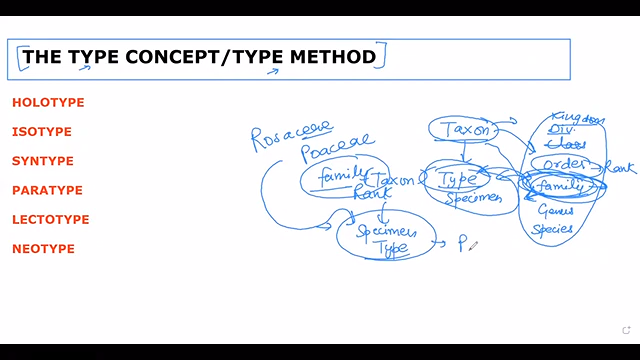 [THE TYPE CONCEPT/TYPE METHOD]
HOLOTYPE
ISOTYPE
SYNTYPE
PARATYPE
LECTOTYPE
NEOTYPE
Rosaceae
Poaceae
family
(Taxon)
Rank
Specimen
Type
P
Taxon
Type
Specimen
Kingdom
Div.
Class
Order
Rank
family
Genus
Species